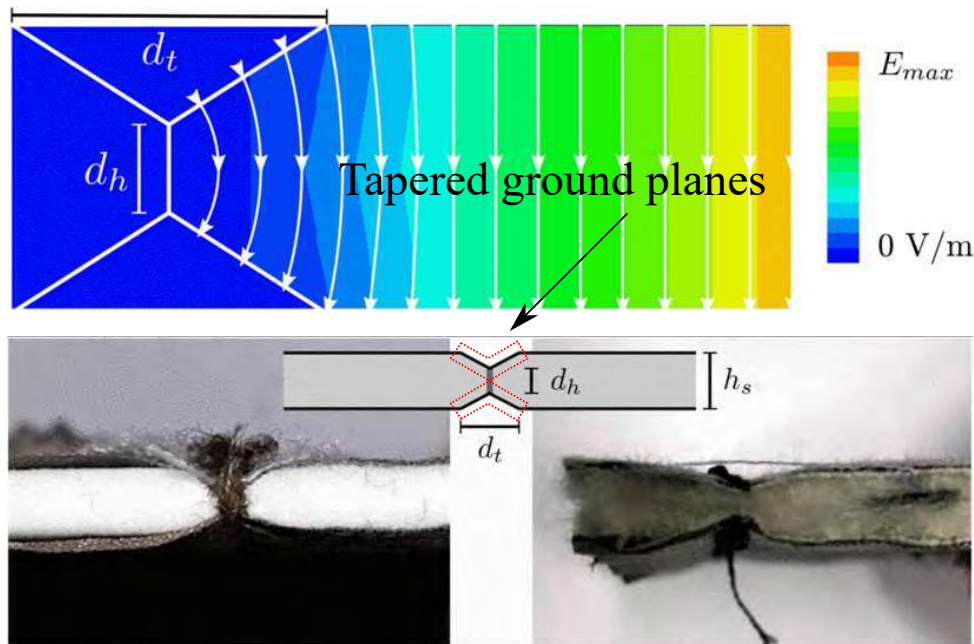 d_t
E_max
d_h
Tapered ground planes
0 V/m
d_h
h_s
d_t